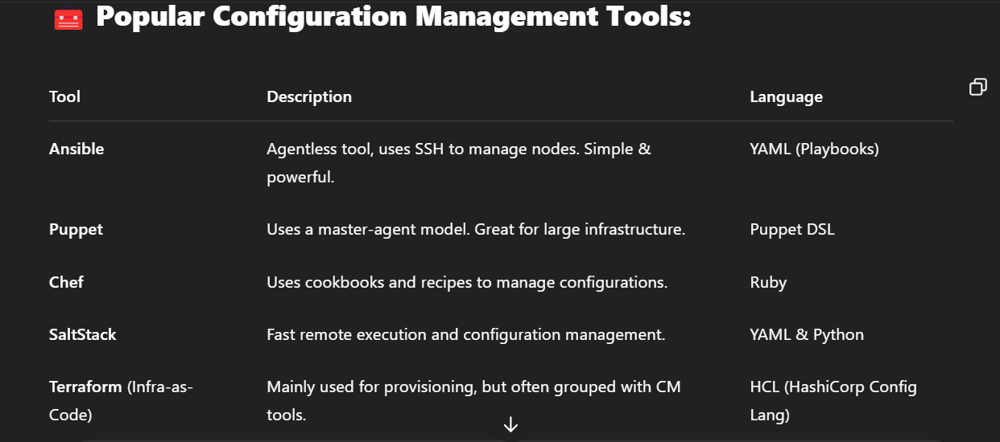 Popular Configuration Management Tools:
Tool Description Language
Ansible Agentless tool, uses SSH to manage nodes. Simple & YAML (Playbooks)
powerful.
Puppet Uses a master-agent model. Great for large infrastructure. Puppet DSL
Chef Uses cookbooks and recipes to manage configurations. Ruby
SaltStack Fast remote execution and configuration management. YAML & Python
Terraform (Infra-as- Mainly used for provisioning, but often grouped with CM HCL (HashiCorp Config
Code) tools. Lang)